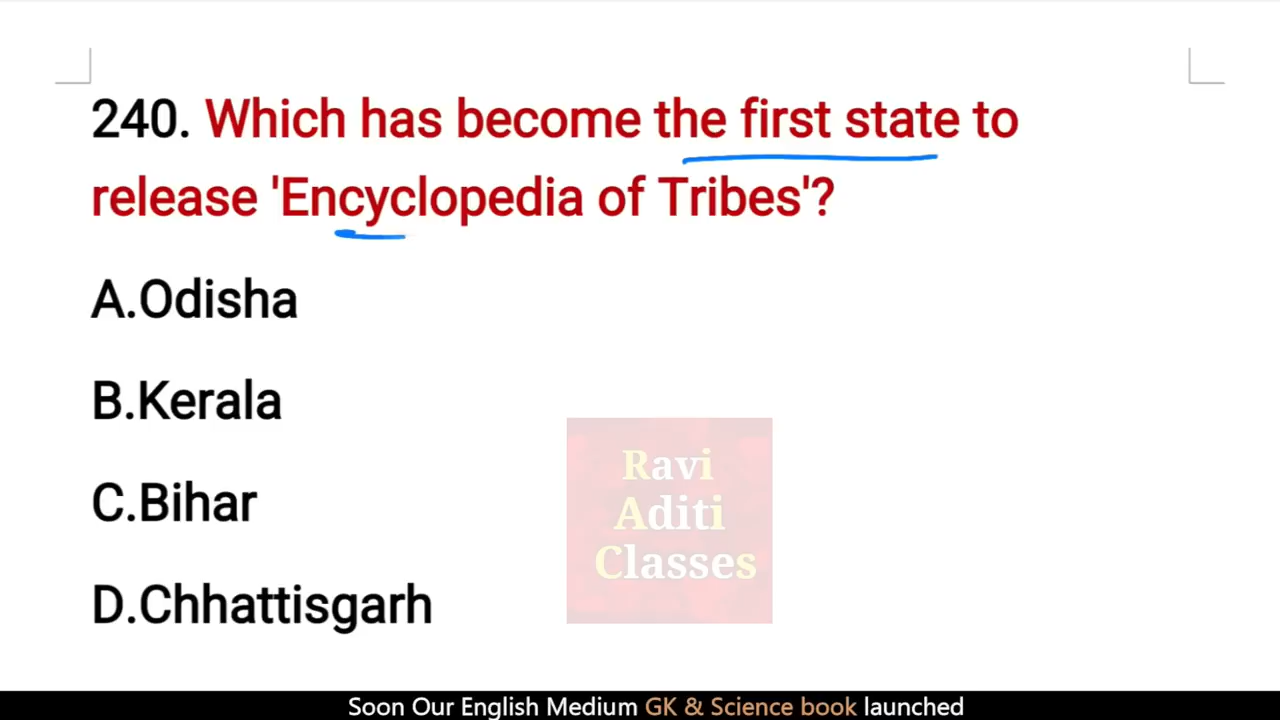 240. Which has become the first state to
release 'Encyclopedia of Tribes'?
A.Odisha
B.Kerala
C.Bihar
D.Chhattisgarh
Ravi
Aditi
Classes
Soon Our English Medium GK & Science book launched